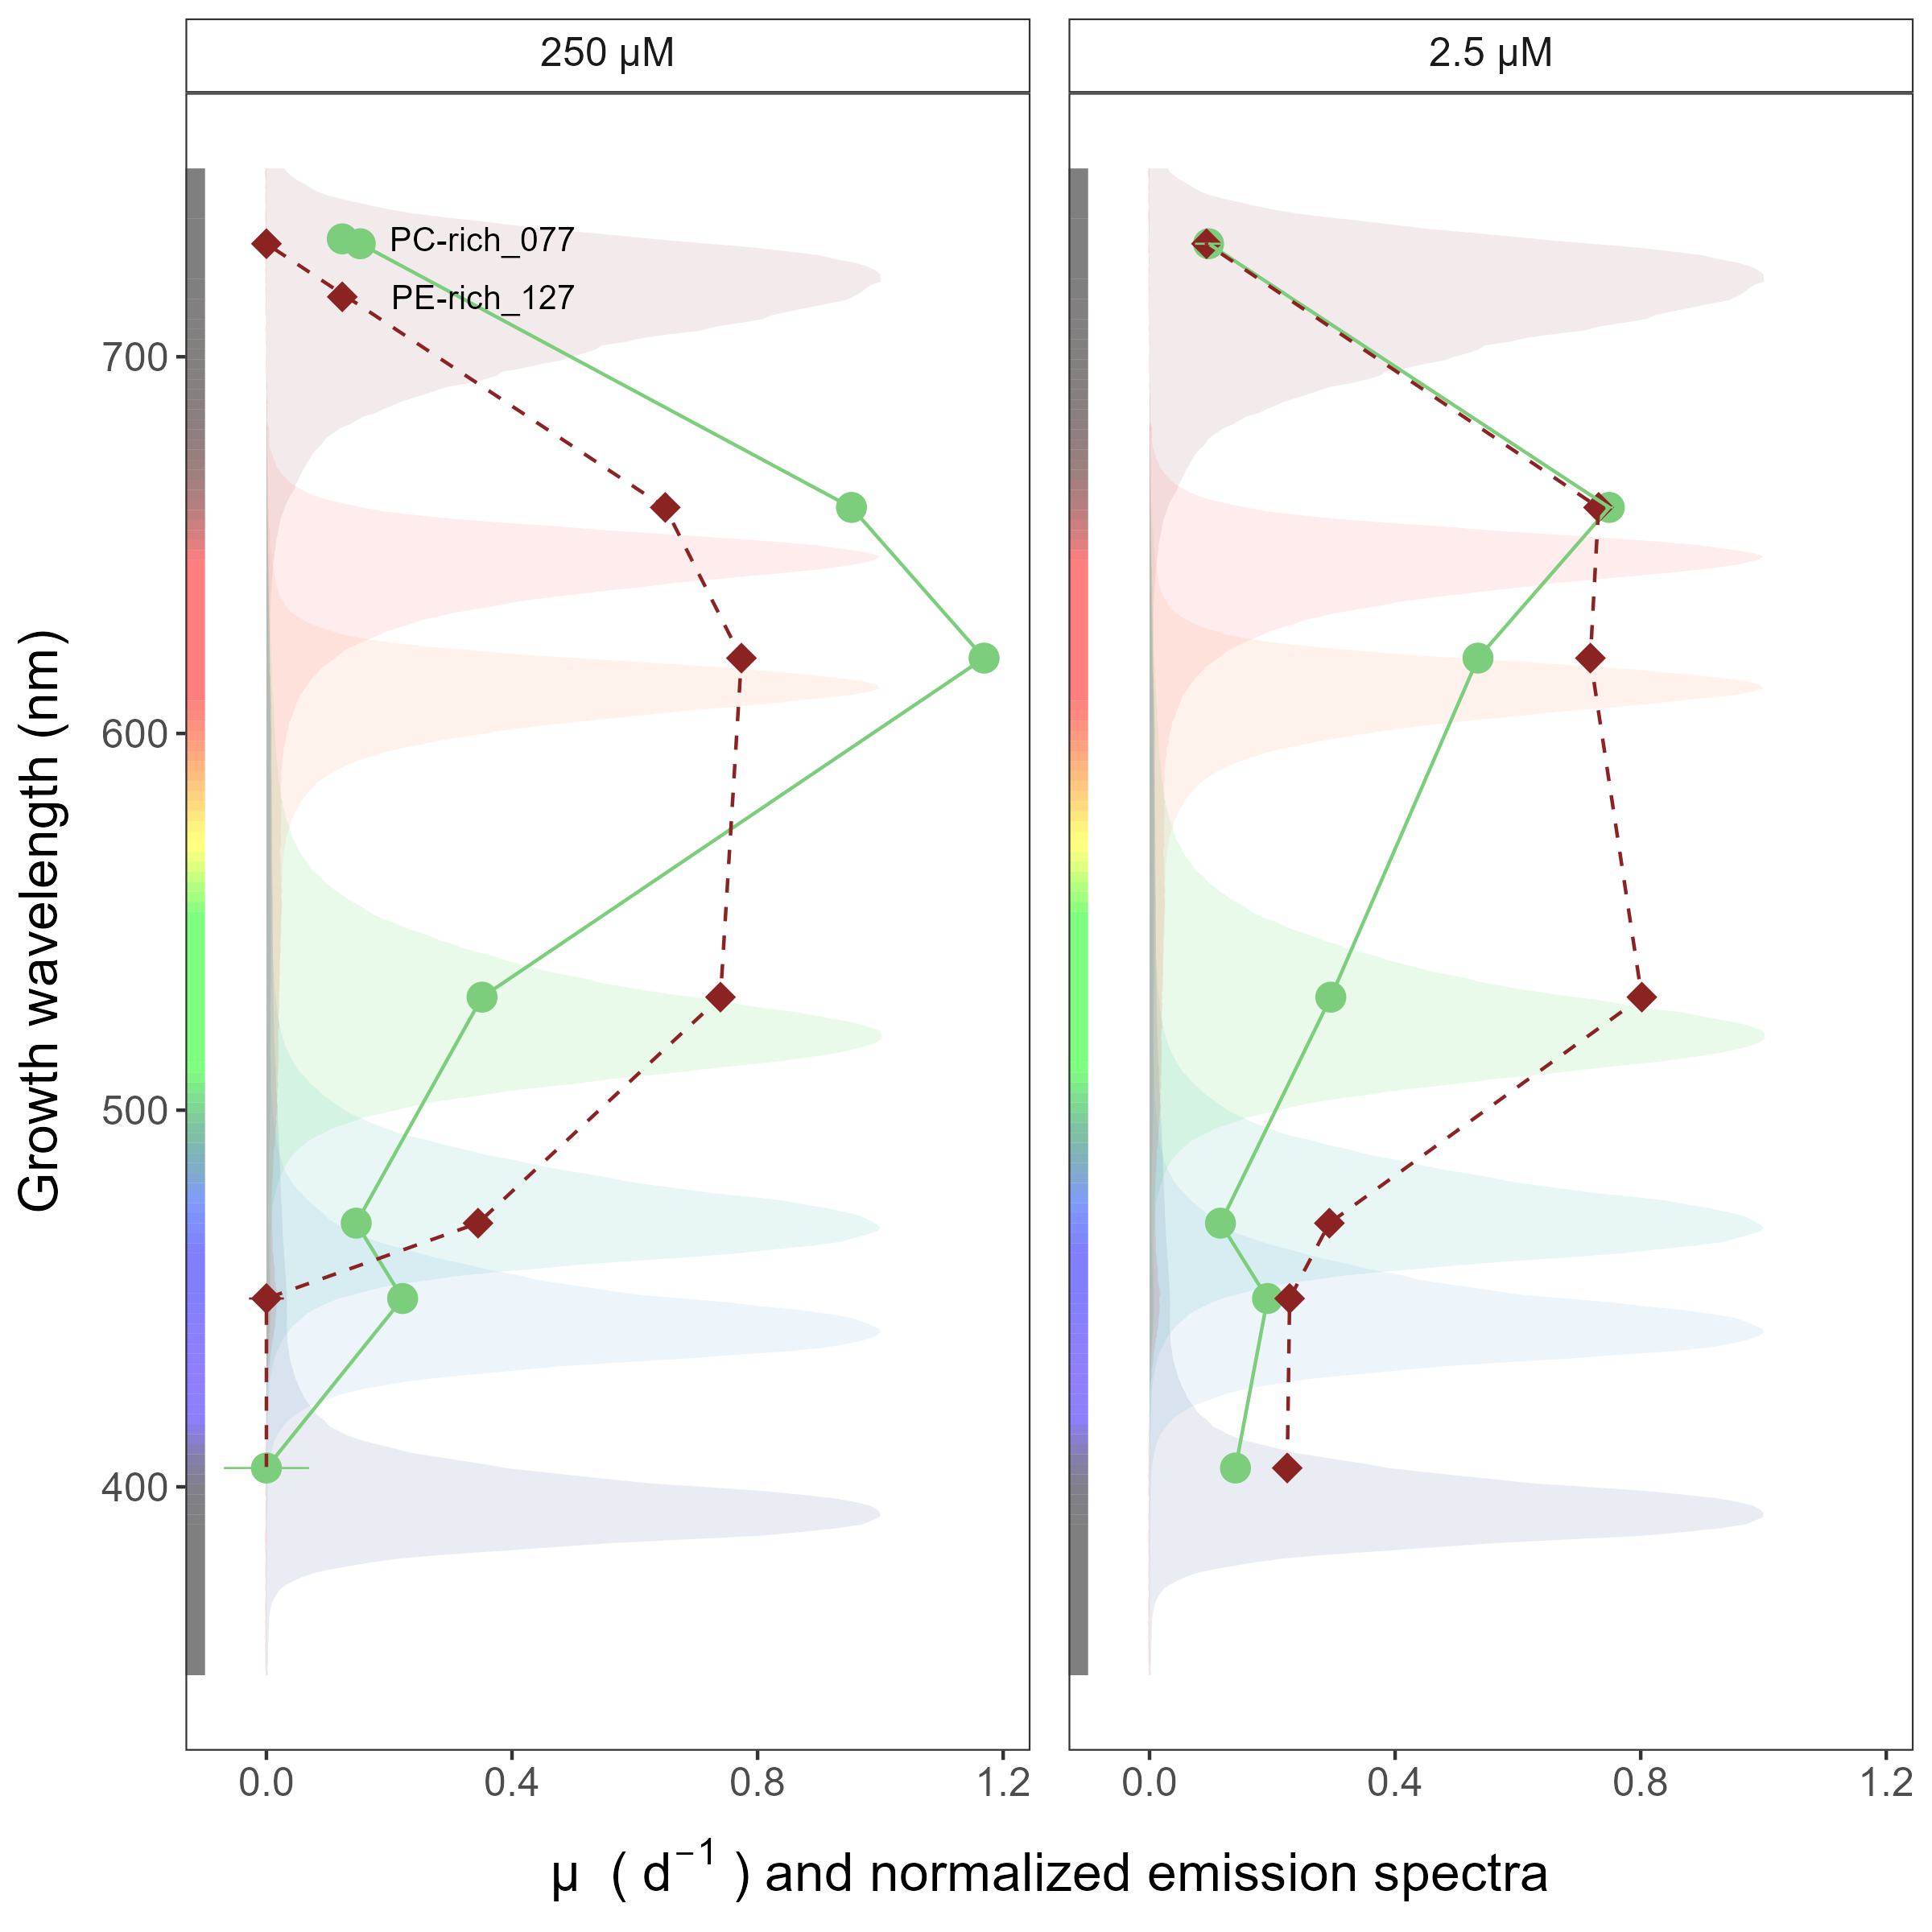 250 µM
2.5 µM
PC-rich_077
PE-rich_127
Growth wavelength (nm)
700
600
500
400
0.0 0.4 0.8 1.2
0.0 0.4 0.8 1.2
µ ( d⁻¹ ) and normalized emission spectra